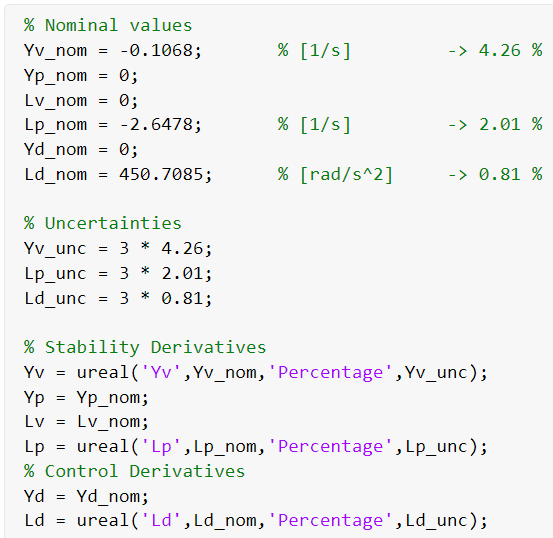 % Nominal values
Yv_nom = -0.1068;       % [1/s]         -> 4.26 %
Yp_nom = 0;
Lv_nom = 0;
Lp_nom = -2.6478;       % [1/s]         -> 2.01 %
Yd_nom = 0;
Ld_nom = 450.7085;      % [rad/s^2]     -> 0.81 %

% Uncertainties
Yv_unc = 3 * 4.26;
Lp_unc = 3 * 2.01;
Ld_unc = 3 * 0.81;

% Stability Derivatives
Yv = ureal('Yv',Yv_nom,'Percentage',Yv_unc);
Yp = Yp_nom;
Lv = Lv_nom;
Lp = ureal('Lp',Lp_nom,'Percentage',Lp_unc);
% Control Derivatives
Yd = Yd_nom;
Ld = ureal('Ld',Ld_nom,'Percentage',Ld_unc);